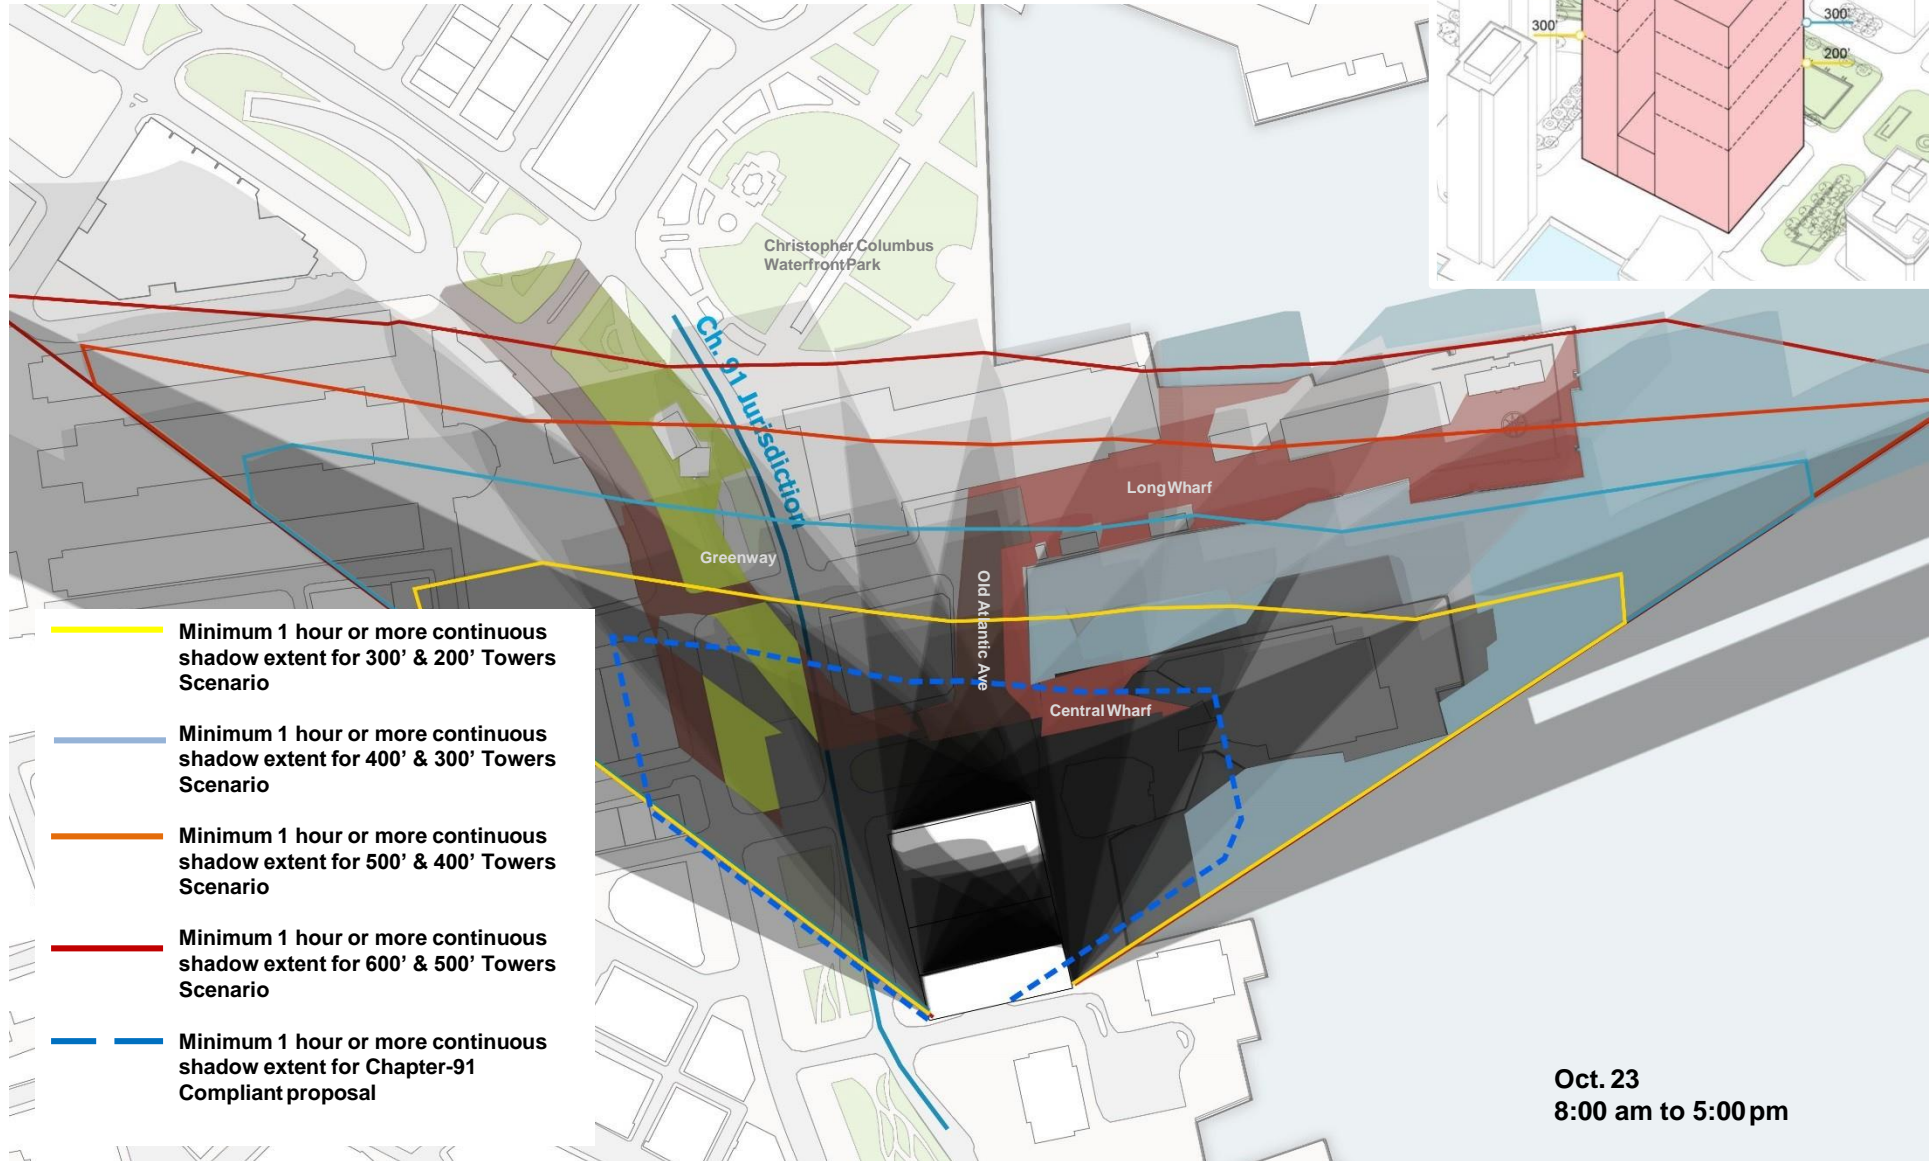 300'
300'
200'
Christopher Columbus
Waterfront Park
Ch. 91 Jurisdiction
Long Wharf
Greenway
Old Atlantic Ave
Central Wharf
Minimum 1 hour or more continuous
shadow extent for 300' & 200' Towers
Scenario
Minimum 1 hour or more continuous
shadow extent for 400' & 300' Towers
Scenario
Minimum 1 hour or more continuous
shadow extent for 500' & 400' Towers
Scenario
Minimum 1 hour or more continuous
shadow extent for 600' & 500' Towers
Scenario
Minimum 1 hour or more continuous
shadow extent for Chapter-91
Compliant proposal
Oct. 23
8:00 am to 5:00 pm